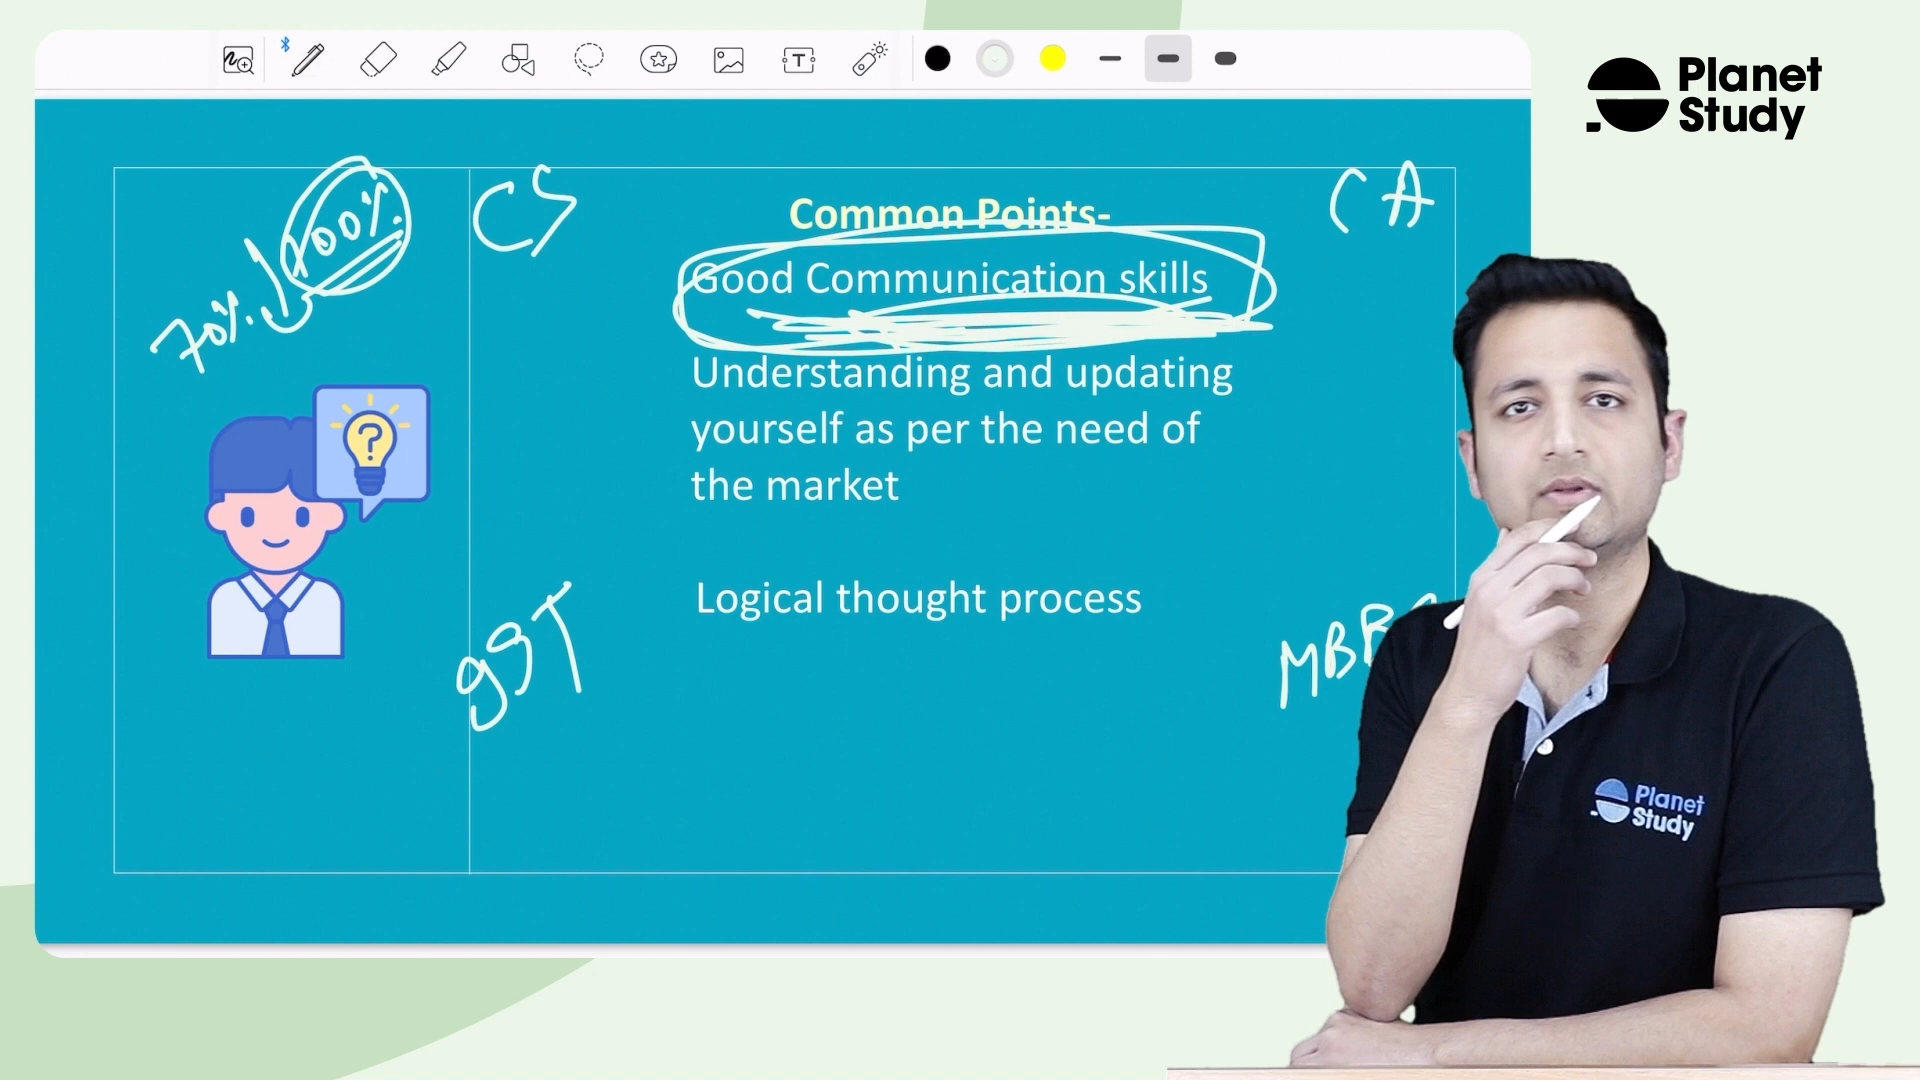 Planet
Study
CS
Common Points-
CA
100%
70%
Good Communication skills
Understanding and updating
yourself as per the need of
the market
Logical thought process
GST
Planet
Study